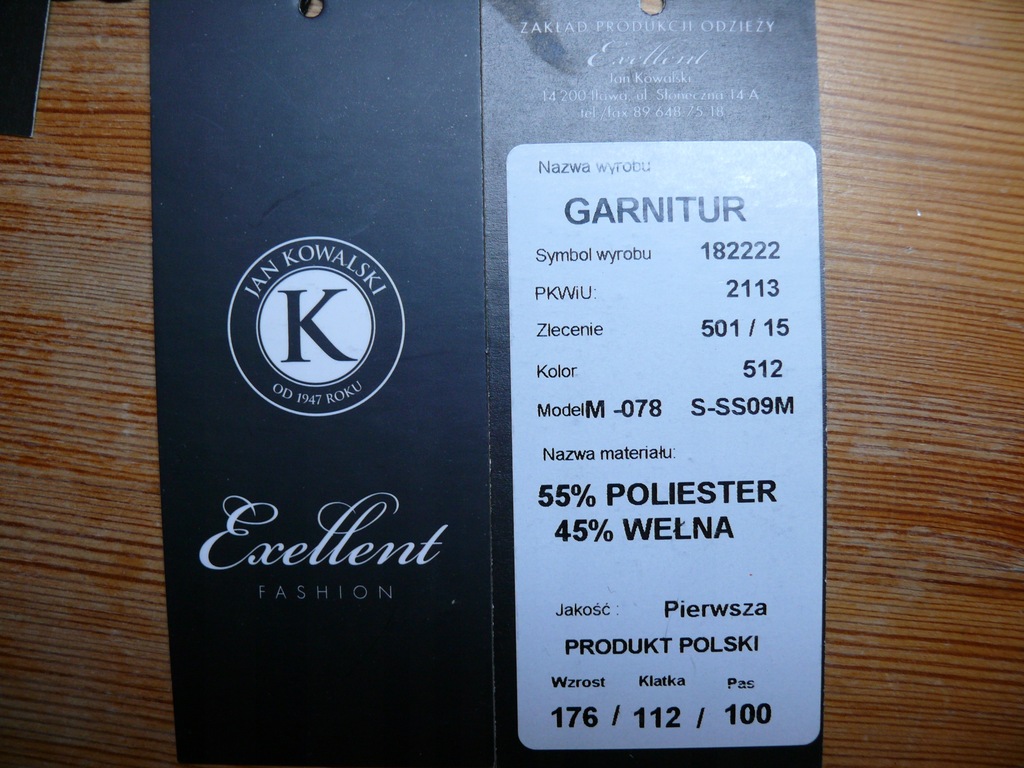 JAN KOWALSKI
K
OD 1947 ROKU
Exellent
FASHION
ZAKŁAD PRODUKCJI ODZIEŻY
Exellent
Jan Kowalski
14-200 Iława, ul. Słoneczna 14 A
tel./fax 89 648 75 18
Nazwa wyrobu
GARNITUR
Symbol wyrobu 182222
PKWiU: 2113
Zlecenie 501 / 15
Kolor 512
Model M -078 S-SS09M
Nazwa materiału:
55% POLIESTER
45% WEŁNA
Jakość : Pierwsza
PRODUKT POLSKI
Wzrost Klatka Pas
176 / 112 / 100